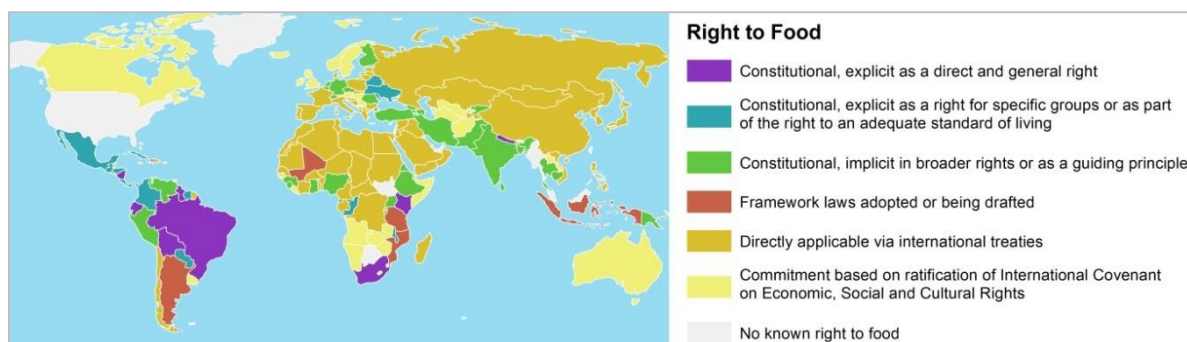 Right to Food
Constitutional, explicit as a direct and general right
Constitutional, explicit as a right for specific groups or as part
of the right to an adequate standard of living
Constitutional, implicit in broader rights or as a guiding principle
Framework laws adopted or being drafted
Directly applicable via international treaties
Commitment based on ratification of International Covenant
on Economic, Social and Cultural Rights
No known right to food